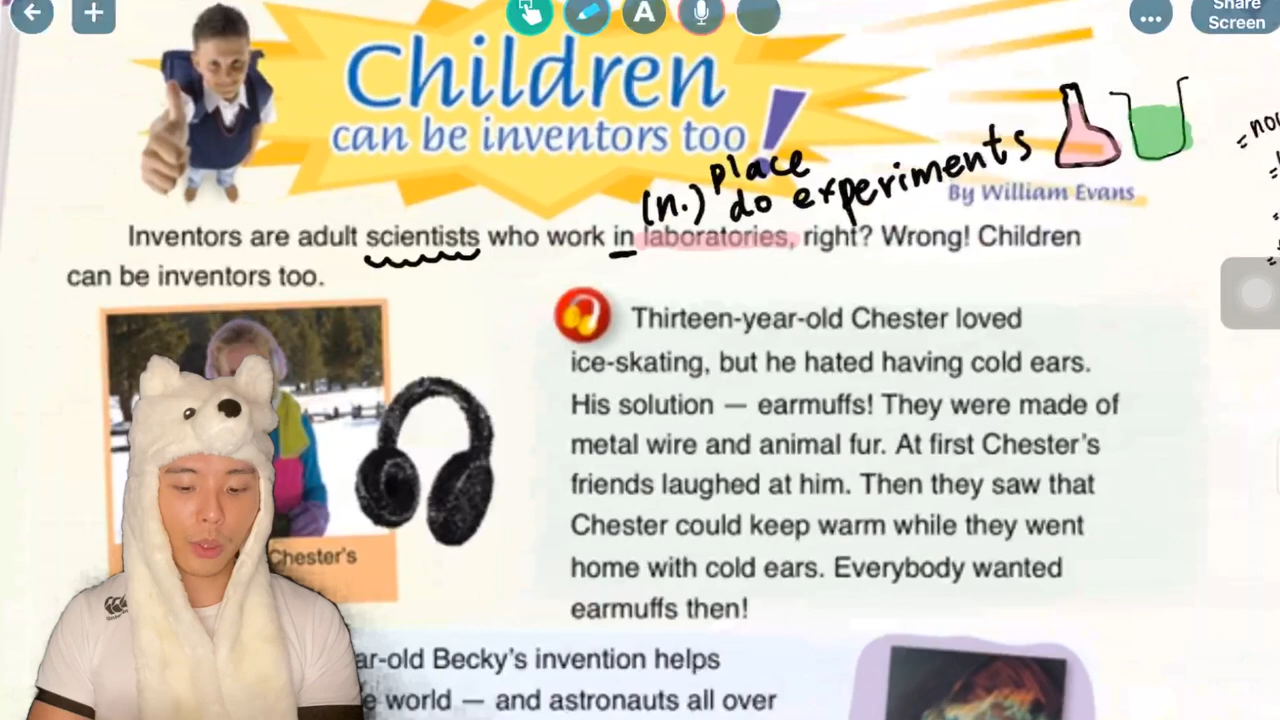 Share
Screen
A
Children
can be inventors too!
place
(n.) do experiments
By William Evans
Inventors are adult scientists who work in laboratories, right? Wrong! Children
can be inventors too.
Thirteen-year-old Chester loved
ice-skating, but he hated having cold ears.
His solution — earmuffs! They were made of
metal wire and animal fur. At first Chester's
friends laughed at him. Then they saw that
Chester could keep warm while they went
home with cold ears. Everybody wanted
earmuffs then!
Chester's
Becky's invention helps
world — and astronauts all over